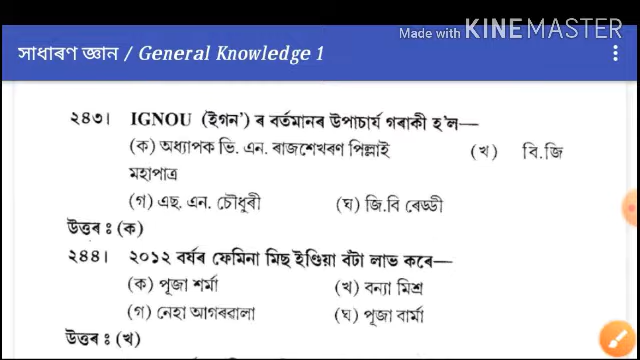 Made with KINEMASTER
সাধাৰণ জ্ঞান / General Knowledge 1
২৪৩। IGNOU (ইগন') ৰ বৰ্তমানৰ উপাচাৰ্য গৰাকী হ'ল—
(ক) অধ্যাপক ভি. এন. ৰাজশেখৰণ পিল্লাই (খ) বি.জি
মহাপাত্ৰ
(গ) এছ. এন. চৌধুৰী (ঘ) জি.বি ৰেড্ডী
উত্তৰ ঃ (ক)
২৪৪। ২০১২ বৰ্ষৰ ফেমিনা মিছ ইণ্ডিয়া বঁটা লাভ কৰে—
(ক) পূজা শৰ্মা (খ) বন্যা মিশ্ৰ
(গ) নেহা আগৰৱালা (ঘ) পূজা বাৰ্মা
উত্তৰ ঃ (খ)